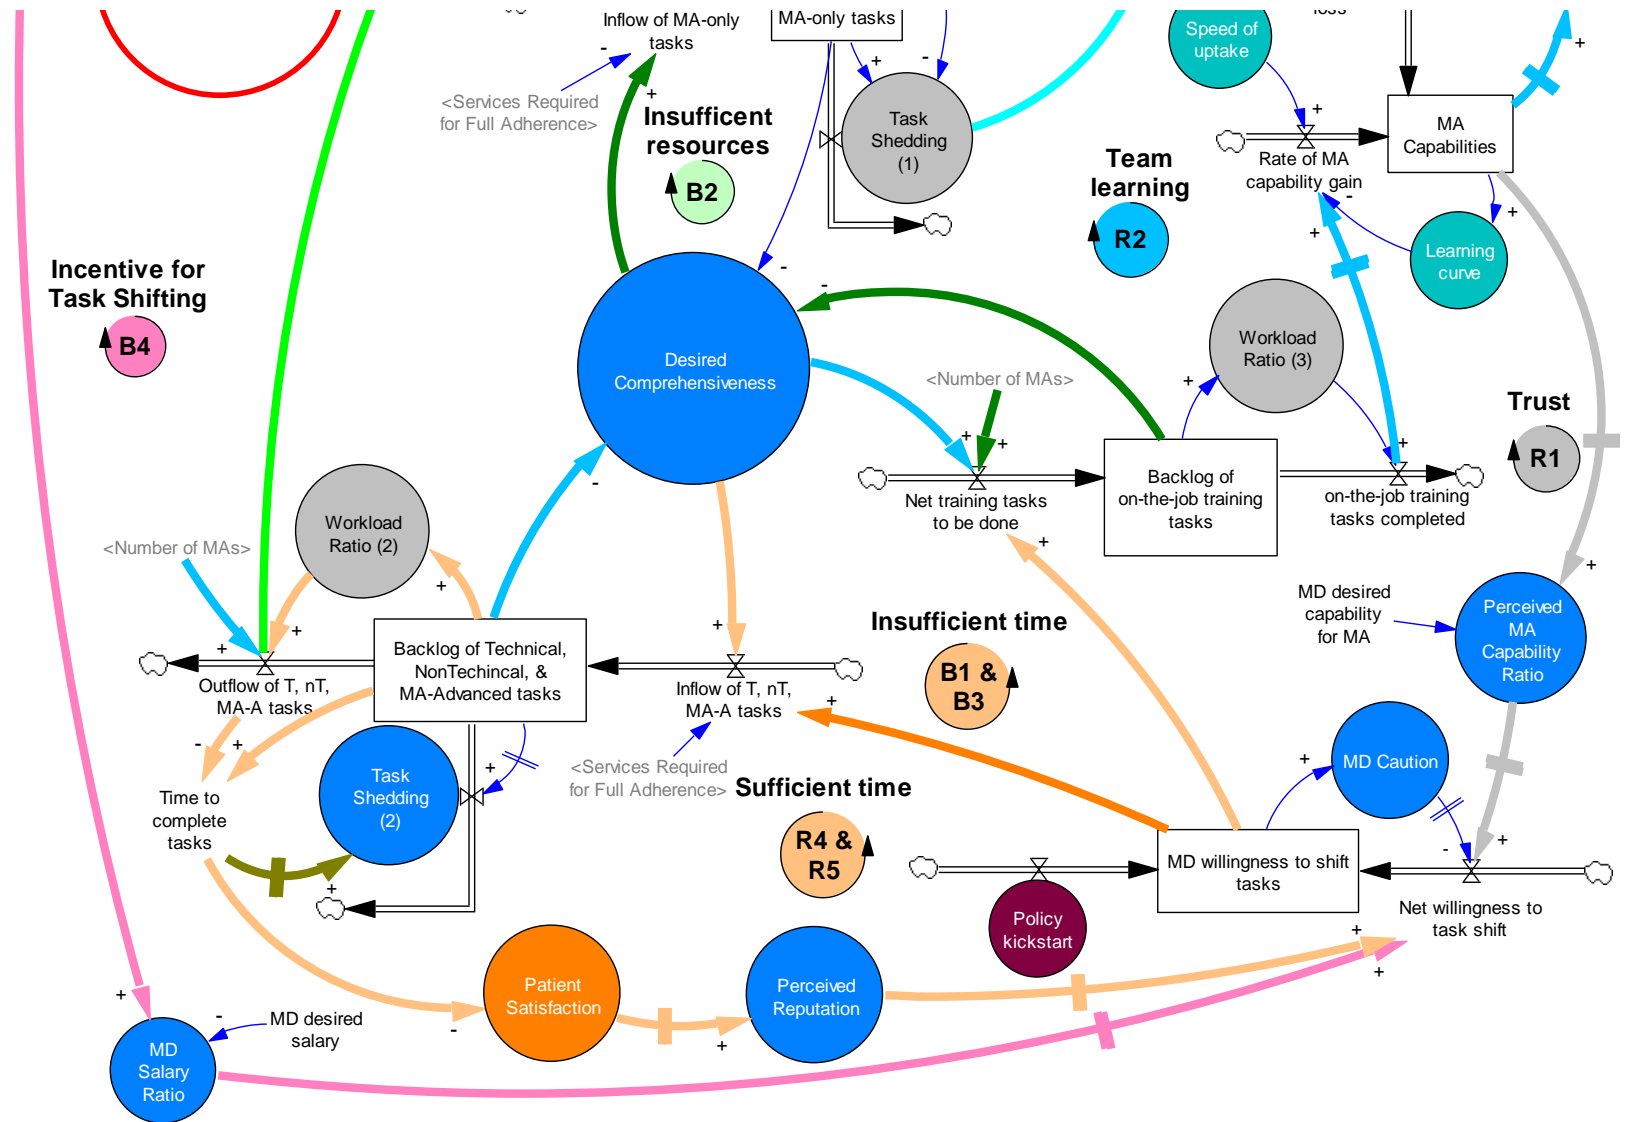 Inflow of MA-only
tasks
MA-only tasks
Speed of
uptake
loss
+
-
+
-
+
+
+
<Services Required
for Full Adherence>
Insufficent
resources
B2
Task
Shedding
(1)
MA
Capabilities
Rate of MA
capability gain
Team
learning
R2
-
+
+
Learning
curve
Incentive for
Task Shifting
B4
-
-
Desired
Comprehensiveness
Workload
Ratio (3)
<Number of MAs>
+
Trust
R1
+
+
+
-
Net training tasks
to be done
Backlog of
on-the-job training
tasks
on-the-job training
tasks completed
Workload
Ratio (2)
<Number of MAs>
+
+
+
MD desired
capability
for MA
Perceived
MA
Capability
Ratio
+
+
+
Backlog of Technical,
NonTechincal, &
MA-Advanced tasks
Insufficient time
B1 &
B3
Outflow of T, nT,
MA-A tasks
Inflow of T, nT,
MA-A tasks
+
-
+
+
+
<Services Required
for Full Adherence>
Sufficient time
R4 &
R5
MD Caution
Task
Shedding
(2)
Time to
complete
tasks
-
+
MD willingness to shift
tasks
+
Policy
kickstart
Net willingness to
task shift
+
+
Patient
Satisfaction
Perceived
Reputation
+
-
MD desired
salary
-
+
MD
Salary
Ratio